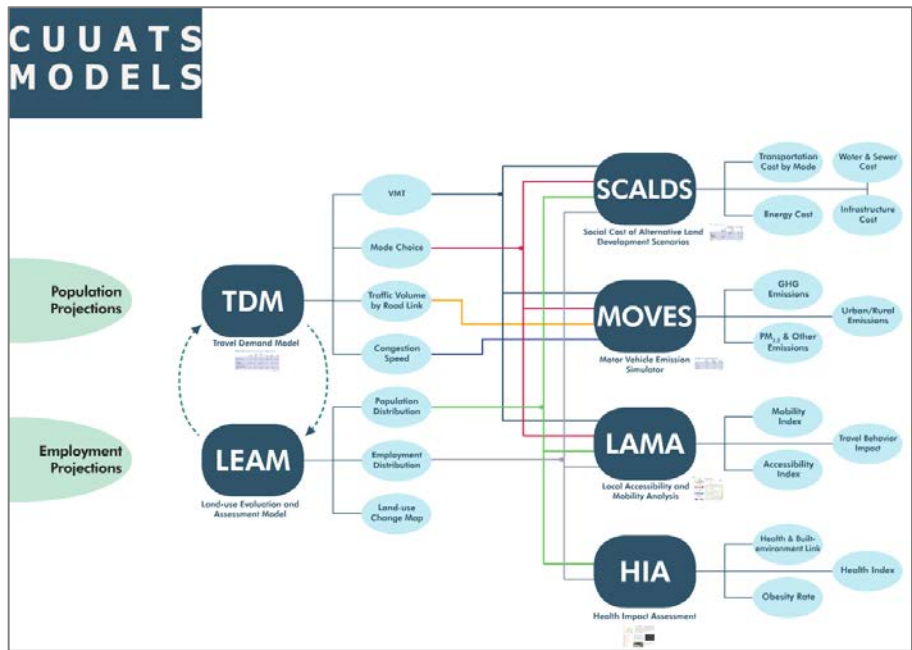 CUUATS
MODELS
Population
Projections
Employment
Projections
TDM
Travel Demand Model
LEAM
Land-use Evaluation and
Assessment Model
VMT
Mode Choice
Traffic Volume
by Road Link
Congestion
Speed
Population
Distribution
Employment
Distribution
Land-use
Change Map
SCALDS
Social Cost of Alternative Land
Development Scenarios
Transportation
Cost by Mode
Water & Sewer
Cost
Energy Cost
Infrastructure
Cost
MOVES
Motor Vehicle Emission
Simulator
GHG
Emissions
Urban/Rural
Emissions
PM2.5 & Other
Emissions
LAMA
Local Accessibility and
Mobility Analysis
Mobility
Index
Travel Behavior
Impact
Accessibility
Index
HIA
Health Impact Assessment
Health & Built-
environment Link
Health Index
Obesity Rate